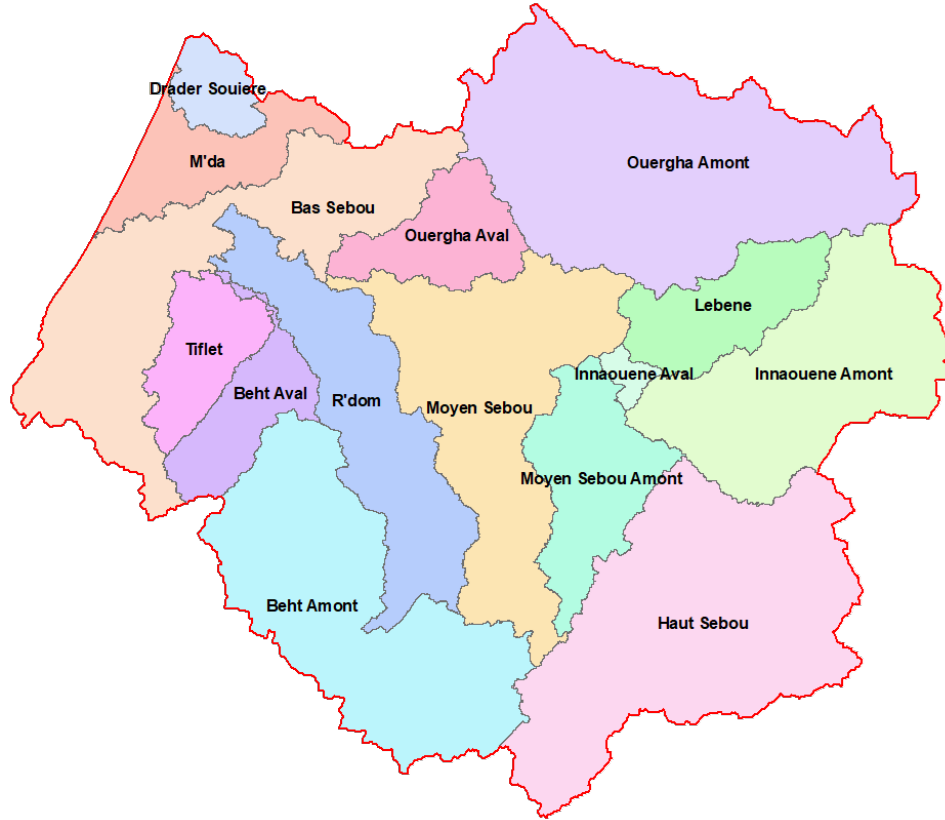 Drader Souiere
M'da
Ouergha Amont
Bas Sebou
Ouergha Aval
Lebene
Tiflet
Innaouene Aval
Innaouene Amont
Beht Aval
R'dom
Moyen Sebou
Moyen Sebou Amont
Beht Amont
Haut Sebou